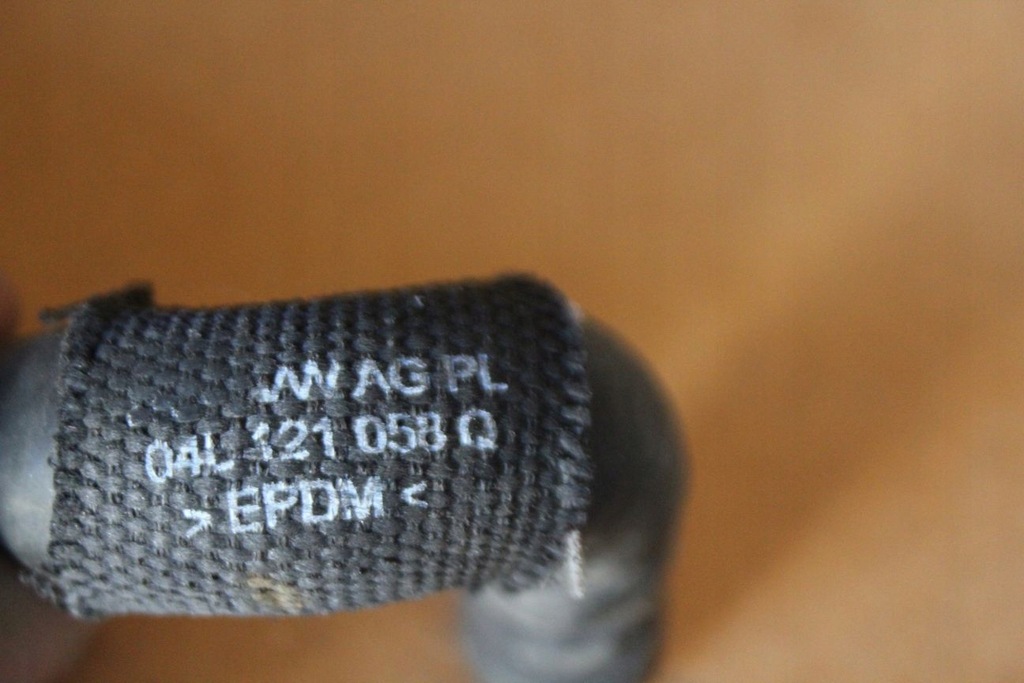 VW AG PL
04L 121 058 Q
>EPDM<